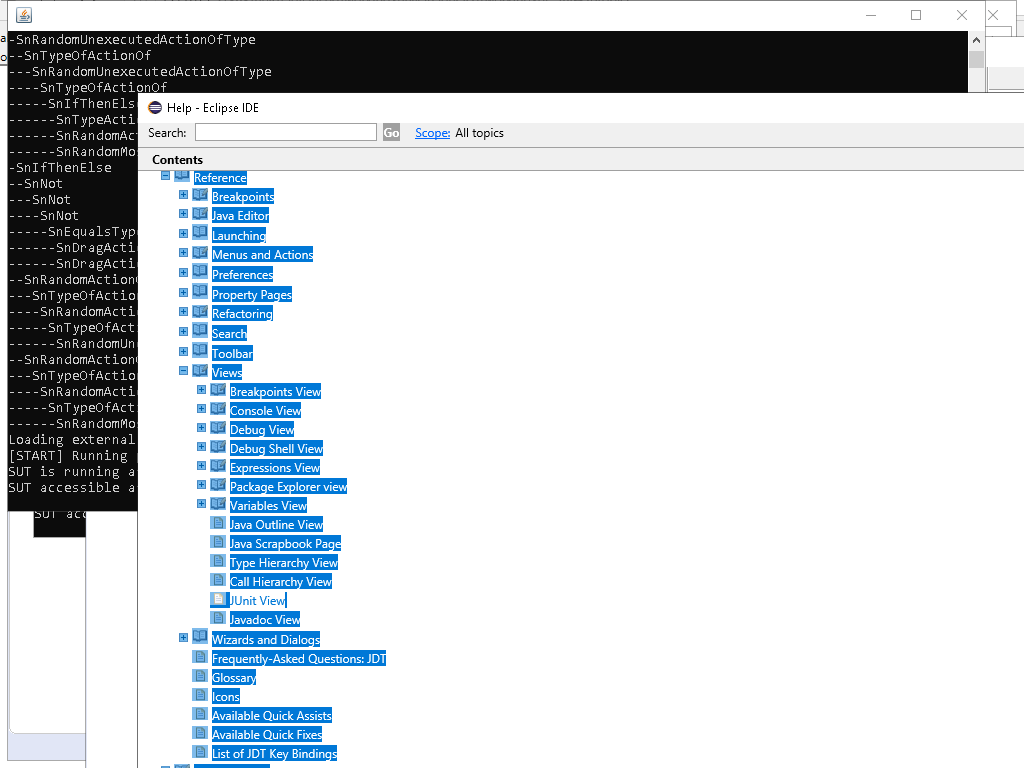 -SnRandomUnexecutedActionOfType
--SnTypeOfActionOf
---SnRandomUnexecutedActionOfType
----SnTypeOfActionOf
-----SnIfThenEls
------SnTypeActi
------SnRandomAc
------SnRandomMo
-SnIfThenElse
--SnNot
---SnNot
----SnNot
-----SnEqualsTyp
------SnDragActi
------SnDragActi
--SnRandomAction
---SnTypeOfActio
----SnRandomActi
-----SnTypeOfAct
------SnRandomUn
--SnRandomAction
---SnTypeOfActio
----SnRandomActi
-----SnTypeOfAct
------SnRandomMo
Loading external
[START] Running
SUT is running a
SUT accessible a
SUT acc
Help - Eclipse IDE
Search: Go Scope: All topics
Contents
Reference
Breakpoints
Java Editor
Launching
Menus and Actions
Preferences
Property Pages
Refactoring
Search
Toolbar
Views
Breakpoints View
Console View
Debug View
Debug Shell View
Expressions View
Package Explorer view
Variables View
Java Outline View
Java Scrapbook Page
Type Hierarchy View
Call Hierarchy View
JUnit View
Javadoc View
Wizards and Dialogs
Frequently-Asked Questions: JDT
Glossary
Icons
Available Quick Assists
Available Quick Fixes
List of JDT Key Bindings